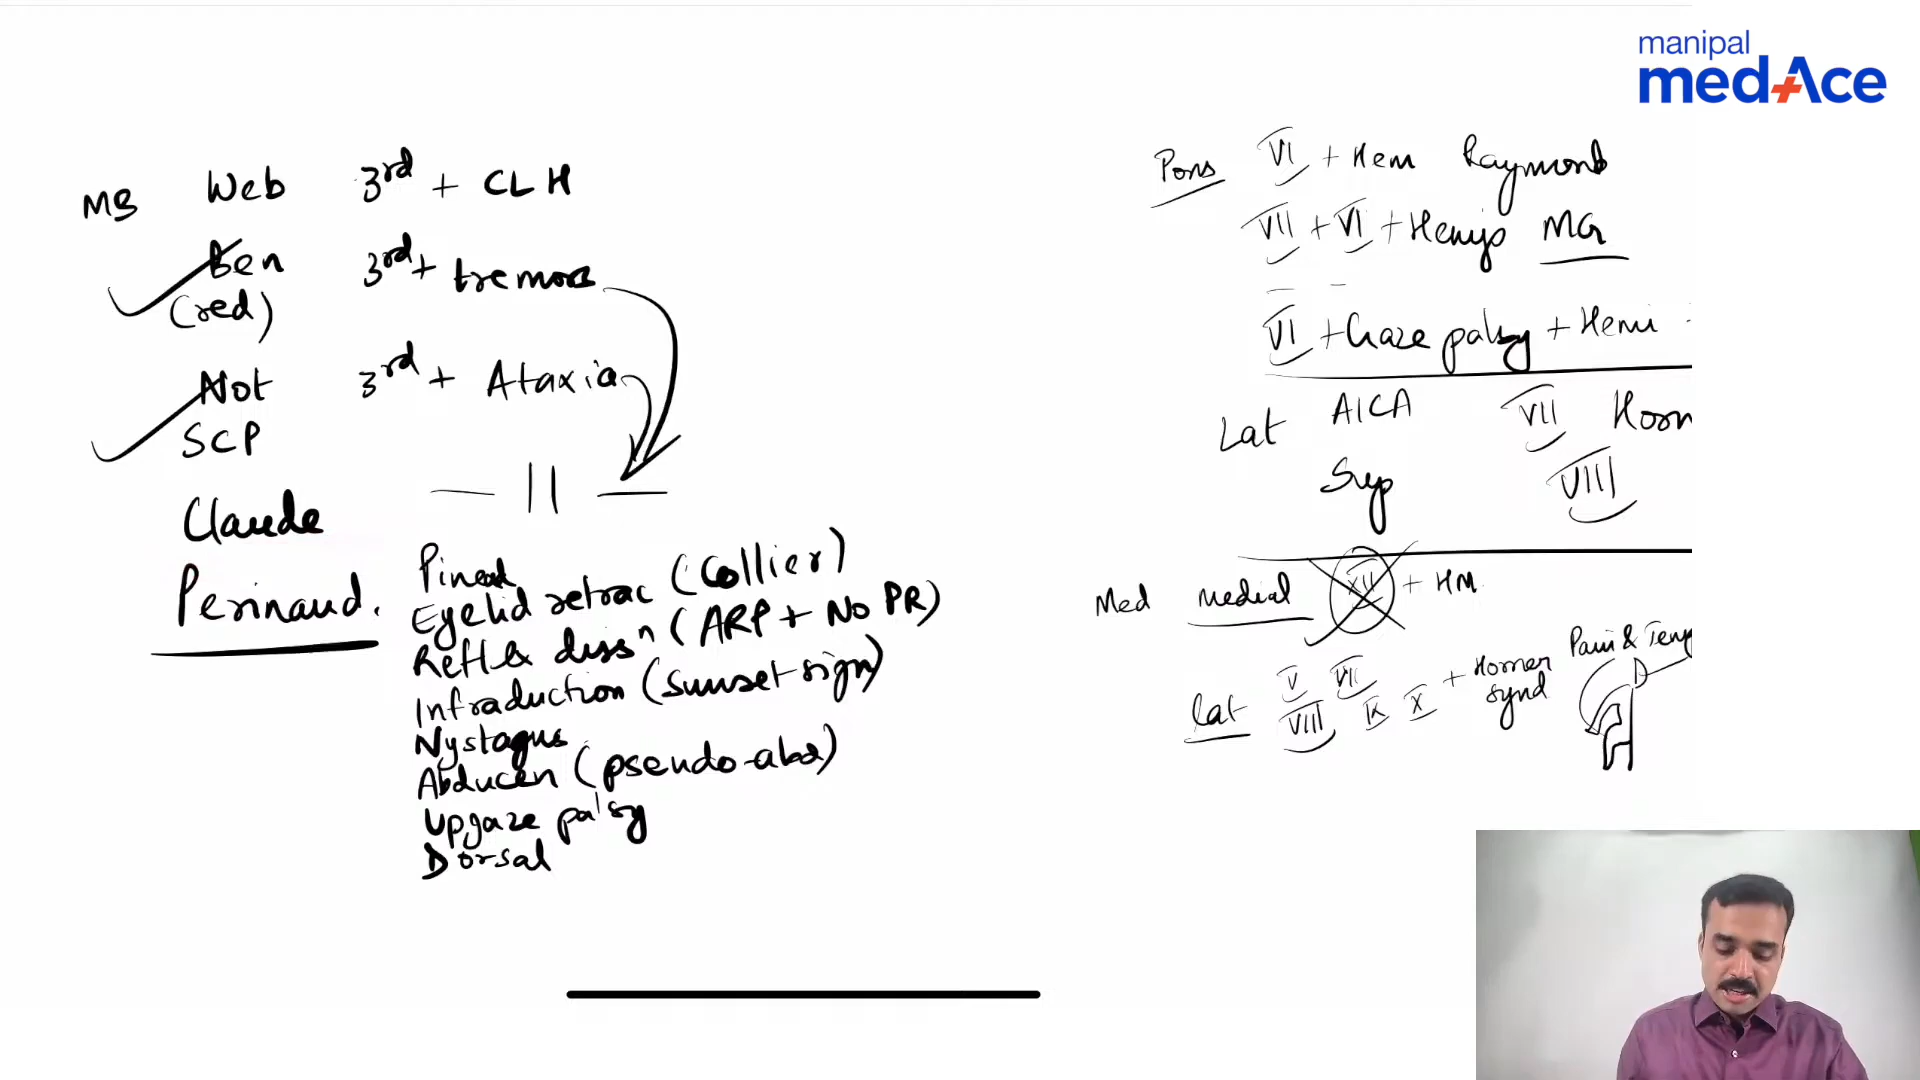 manipal
medAce
MB Web 3rd + CLH
Ben 3rd + tremors
(red)
Not 3rd + Ataxia
SCP
Claude
Perinaud.
Pineal
Eyelid retrac (Collier)
Reflex dissn (ARP + No PR)
Infraduction (sunset sign)
Nystagus
Abducen (pseudo-abd)
Upgaze palsy
Dorsal
Pons VI + Hem Raymond
VII + VI + Hemip MG
VI + Gaze palsy + Hemi
Lat AICA VII Horn
Sup VIII
Med medial XII + HM.
Lat V VII VIII IX X + Horner synd
Pain & Temp